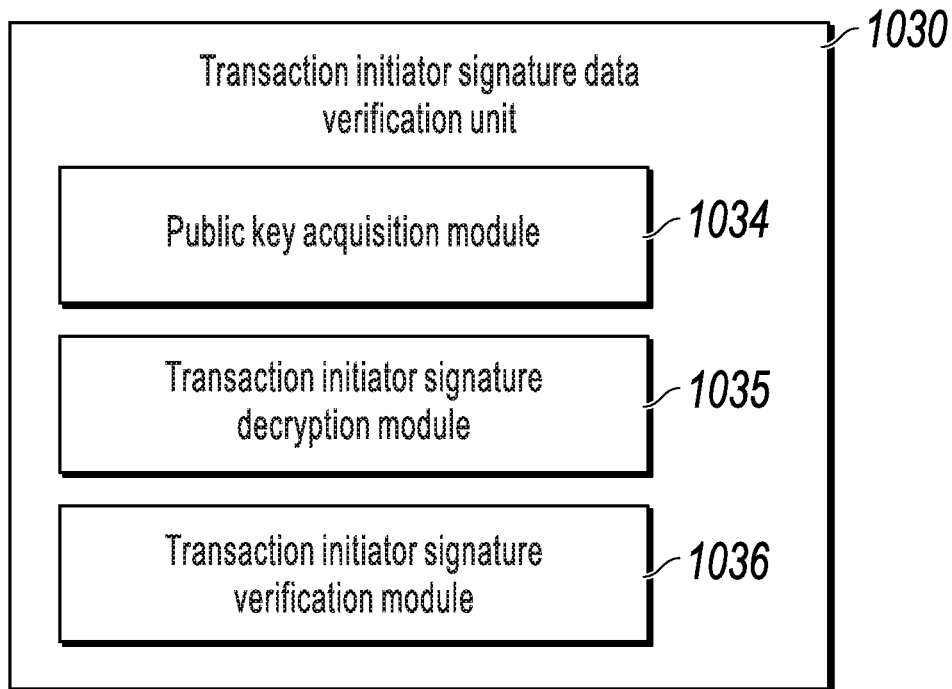 1030
Transaction initiator signature data
verification unit
Public key acquisition module
1034
Transaction initiator signature
decryption module
1035
Transaction initiator signature
verification module
1036